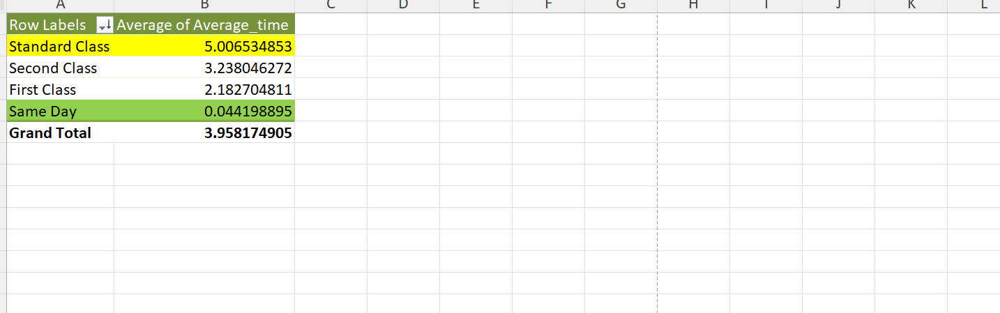 A B C D E F G H I J K L
Row Labels Average of Average_time
Standard Class 5.006534853
Second Class 3.238046272
First Class 2.182704811
Same Day 0.044198895
Grand Total 3.958174905